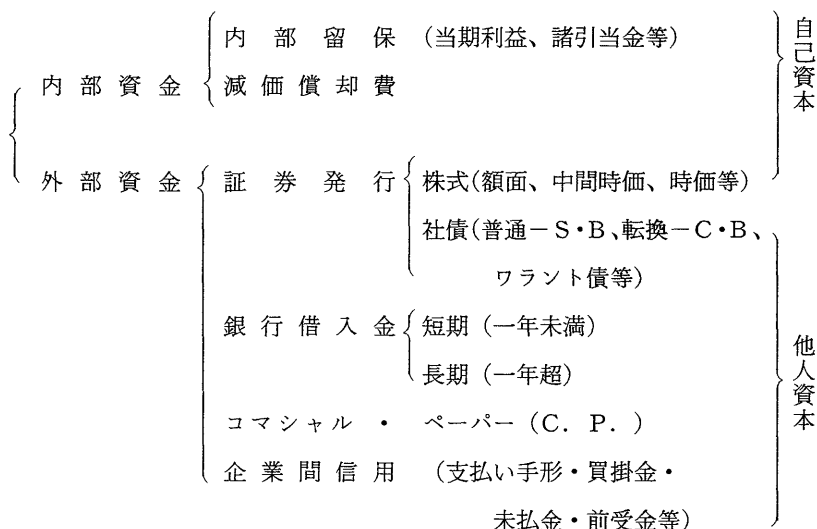 内部留保 (当期利益、諸引当金等)
内部資金
減価償却費
自己資本
外部資金
証券発行
株式(額面、中間時価、時価等)
社債(普通-S・B、転換-C・B、
ワラント債等)
銀行借入金
短期 (一年未満)
長期 (一年超)
他人資本
コマシャル ・ ペーパー (C. P. )
企業間信用 (支払い手形・買掛金・
未払金・前受金等)